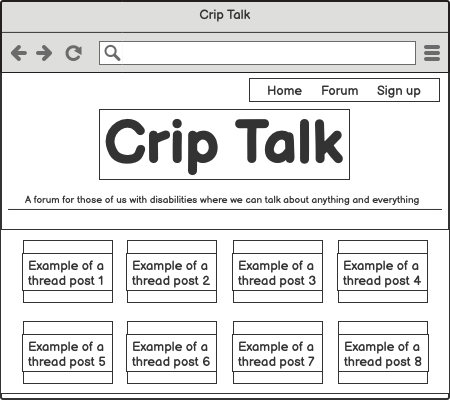 Crip Talk
Home Forum Sign up
Crip Talk
A forum for those of us with disabilities where we can talk about anything and everything
Example of a thread post 1
Example of a thread post 2
Example of a thread post 3
Example of a thread post 4
Example of a thread post 5
Example of a thread post 6
Example of a thread post 7
Example of a thread post 8